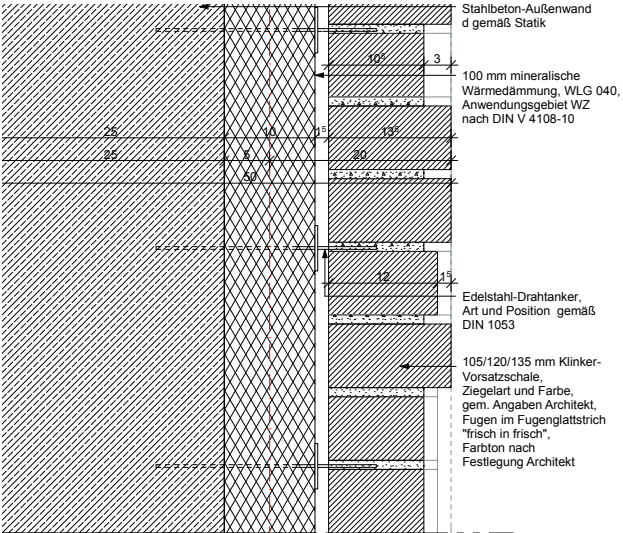 Stahlbeton-Außenwan
d gemäß Statik
10⁵ 3
100 mm mineralische
Wärmedämmung, WLG 040,
Anwendungsgebiet WZ
nach DIN V 4108-10
25 10 1⁵ 13⁵
25 5 20
50
12 1⁵
Edelstahl-Drahtanker,
Art und Position gemäß
DIN 1053
105/120/135 mm Klinker-
Vorsatzschale,
Ziegelart und Farbe,
gem. Angaben Architekt,
Fugen im Fugenglattstrich
"frisch in frisch",
Farbton nach
Festlegung Architekt